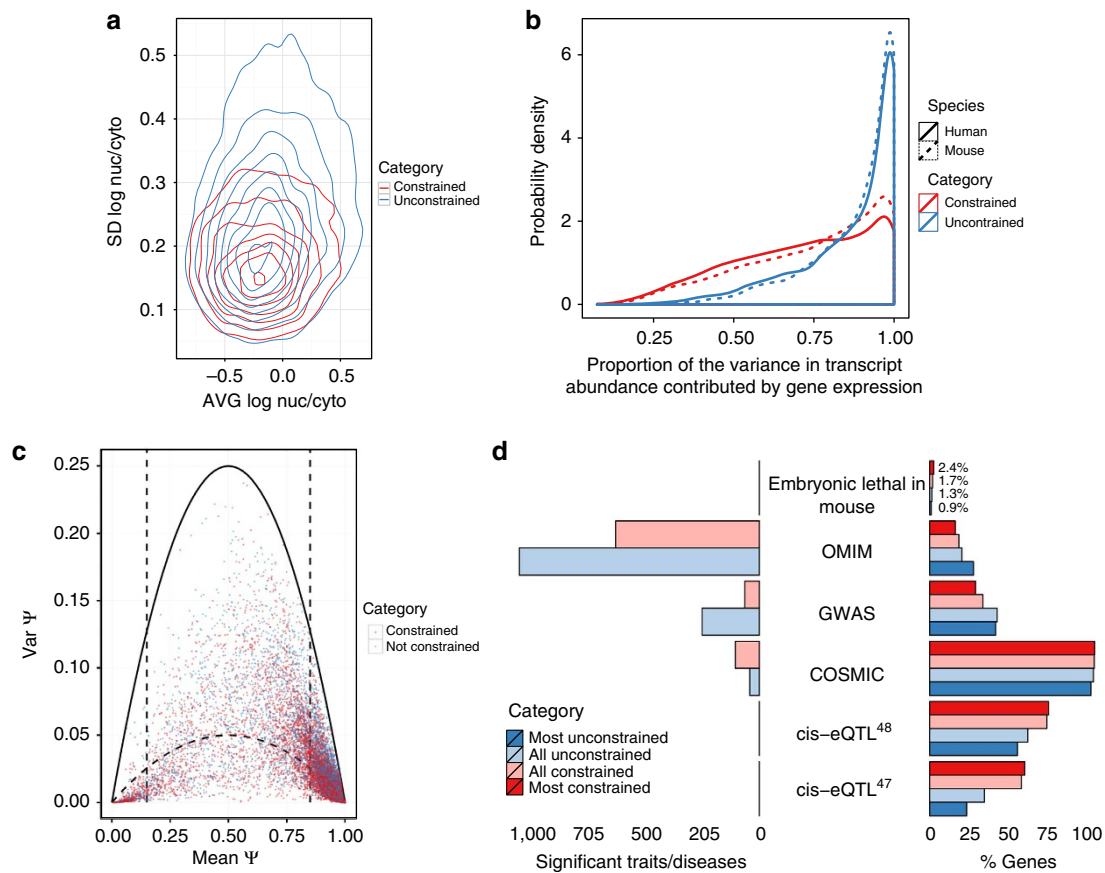 a
0.5
0.4
0.3
0.2
0.1
SD log nuc/cyto
–0.5 0.0 0.5
AVG log nuc/cyto
Category
Constrained
Unconstrained
b
6
4
2
0
Probability density
0.25 0.50 0.75 1.00
Proportion of the variance in transcript
abundance contributed by gene expression
Species
Human
Mouse
Category
Constrained
Uncontrained
c
0.25
0.20
0.15
0.10
0.05
0.00
Var Ψ
0.00 0.25 0.50 0.75 1.00
Mean Ψ
Category
Constrained
Not constrained
d
Embryonic lethal in
mouse
OMIM
GWAS
COSMIC
cis–eQTL48
cis–eQTL47
2.4%
1.7%
1.3%
0.9%
Category
Most unconstrained
All unconstrained
All constrained
Most constrained
1,000 705 500 205 0
Significant traits/diseases
0 25 50 75 100
% Genes